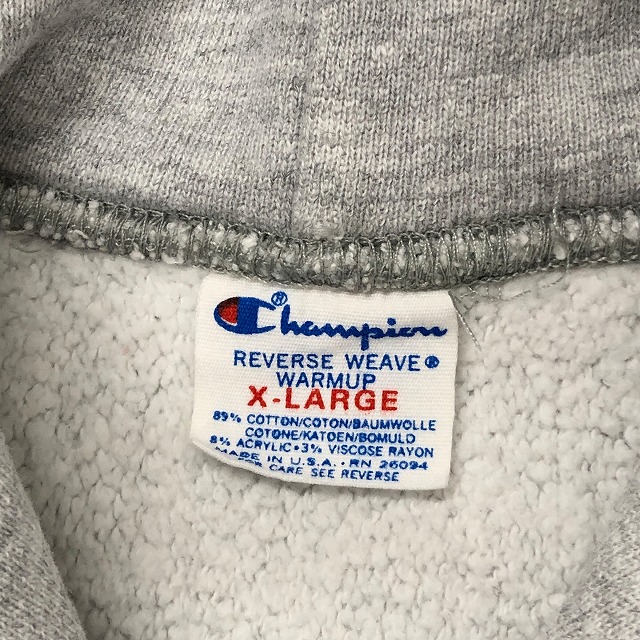 Champion®
REVERSE WEAVE®
WARMUP
X-LARGE
89% COTTON/COTON/BAUMWOLLE
COTONE/KATOEN/BOMULD
8% ACRYLIC·3% VISCOSE RAYON
MADE IN U.S.A.·RN 26094
CARE SEE REVERSE